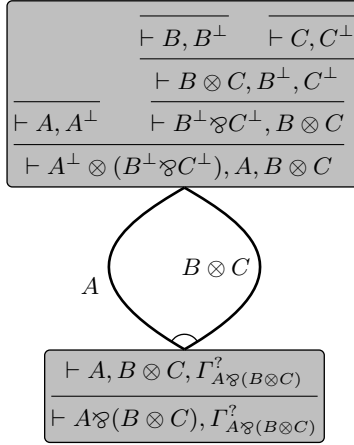 ⊢ B, B^⊥ ⊢ C, C^⊥
⊢ B ⊗ C, B^⊥, C^⊥
⊢ A, A^⊥ ⊢ B^⊥⅋C^⊥, B ⊗ C
⊢ A^⊥ ⊗ (B^⊥⅋C^⊥), A, B ⊗ C
A B ⊗ C
⊢ A, B ⊗ C, Γ^?_{A⅋(B⊗C)}
⊢ A⅋(B ⊗ C), Γ^?_{A⅋(B⊗C)}